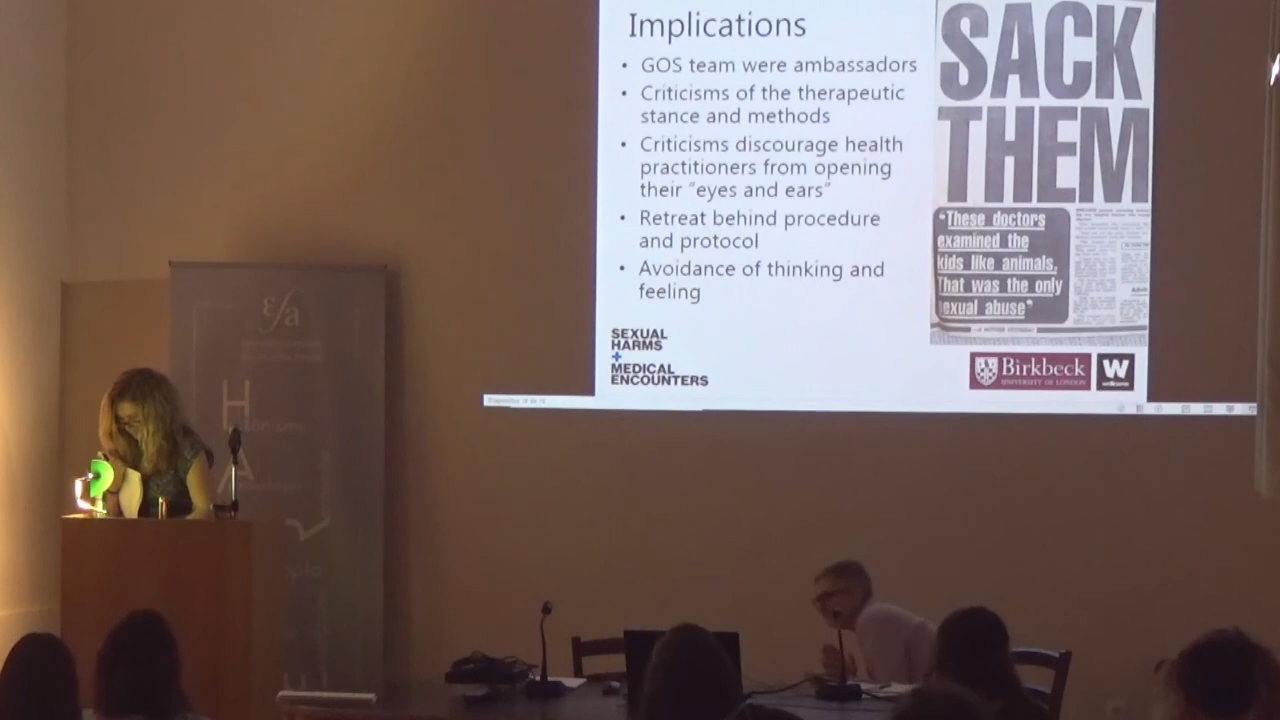 Implications
• GOS team were ambassadors
• Criticisms of the therapeutic
stance and methods
• Criticisms discourage health
practitioners from opening
their "eyes and ears"
• Retreat behind procedure
and protocol
• Avoidance of thinking and
feeling
SACK
THEM
"These doctors
examined the
kids like animals.
That was the only
sexual abuse"
SEXUAL
HARMS
+
MEDICAL
ENCOUNTERS
Birkbeck
UNIVERSITY OF LONDON
W
wellcome
εfa
H
A